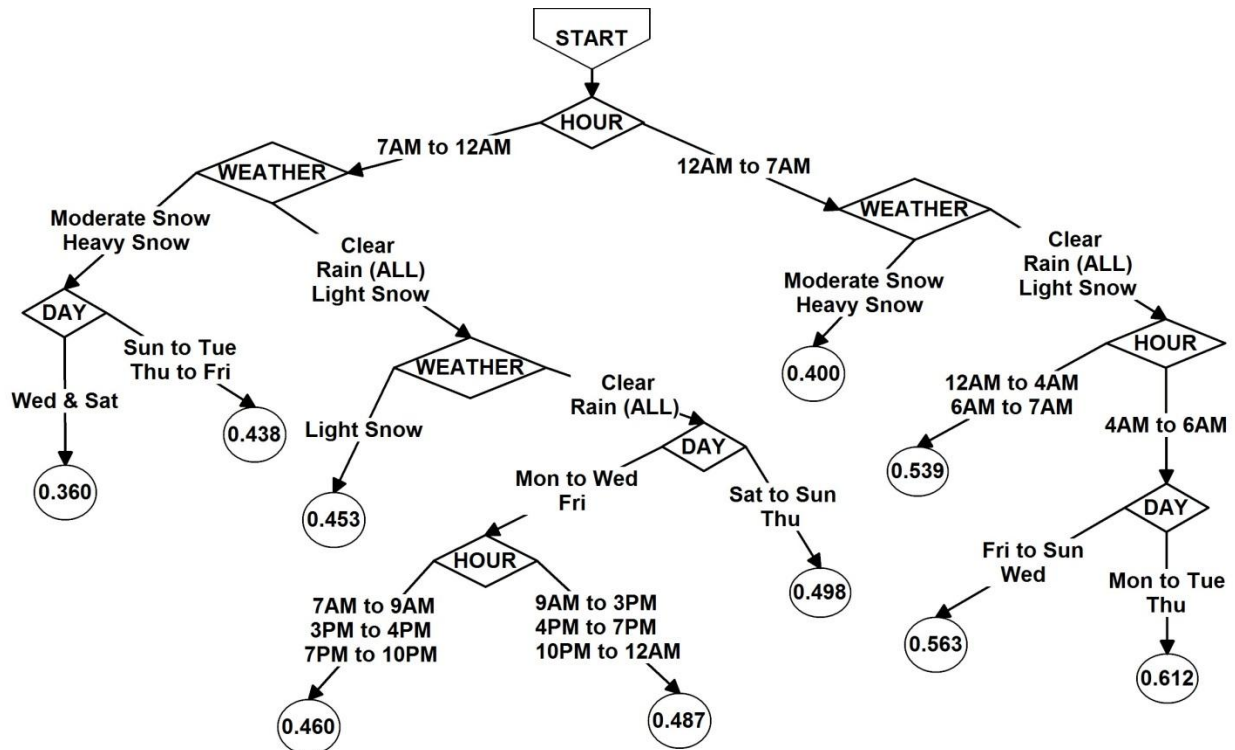 START
HOUR
7AM to 12AM
12AM to 7AM
WEATHER
WEATHER
Moderate Snow
Heavy Snow
Clear
Rain (ALL)
Light Snow
Moderate Snow
Heavy Snow
Clear
Rain (ALL)
Light Snow
DAY
Sun to Tue
Thu to Fri
Wed & Sat
0.438
0.360
WEATHER
Light Snow
0.453
Clear
Rain (ALL)
DAY
Mon to Wed
Fri
Sat to Sun
Thu
HOUR
0.498
7AM to 9AM
3PM to 4PM
7PM to 10PM
9AM to 3PM
4PM to 7PM
10PM to 12AM
0.460
0.487
0.400
HOUR
12AM to 4AM
6AM to 7AM
4AM to 6AM
0.539
DAY
Fri to Sun
Wed
Mon to Tue
Thu
0.563
0.612